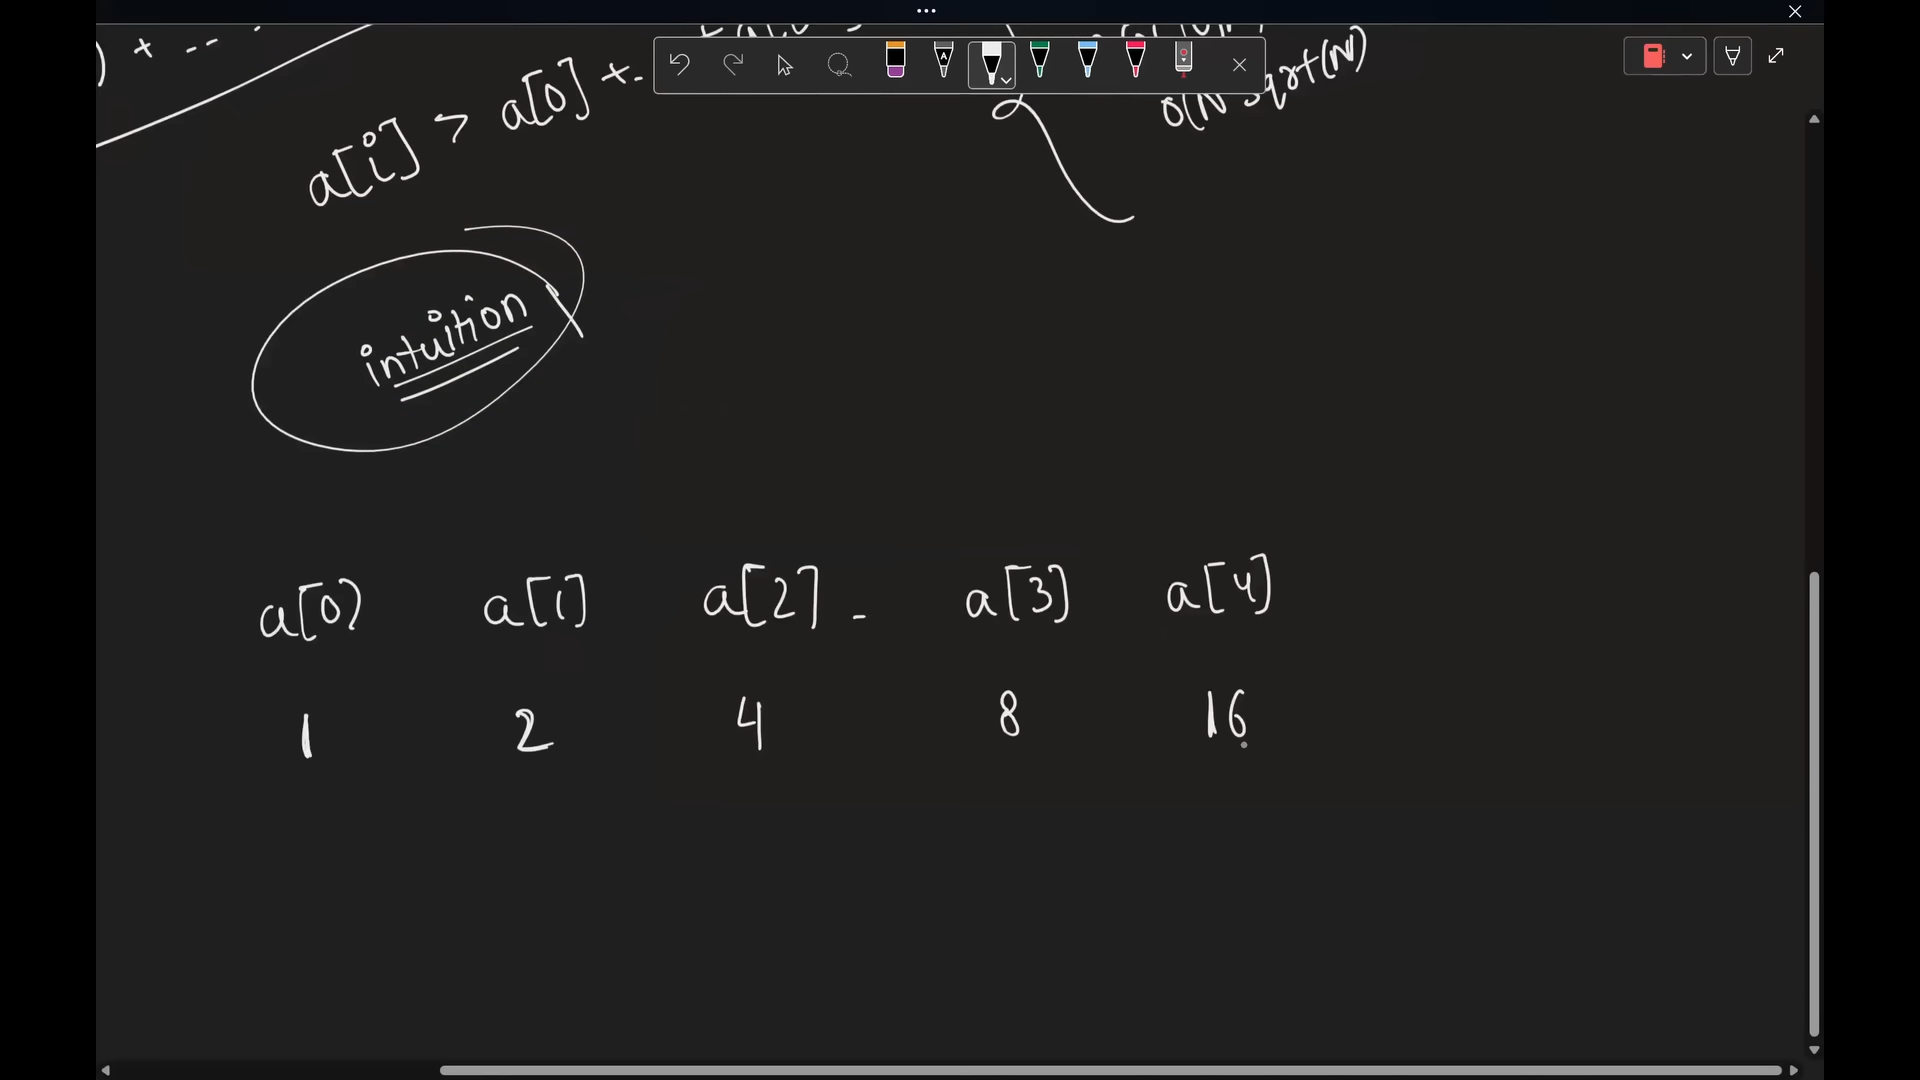 ) + -- .
a[i] > a[0] + -
O(N sqrt(N)
intuition
a[0) a[1] a[2] - a[3] a[4]
1 2 4 8 16